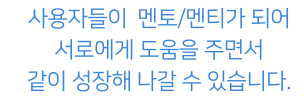 사용자들이 멘토/멘티가 되어
서로에게 도움을 주면서
같이 성장해 나갈 수 있습니다.